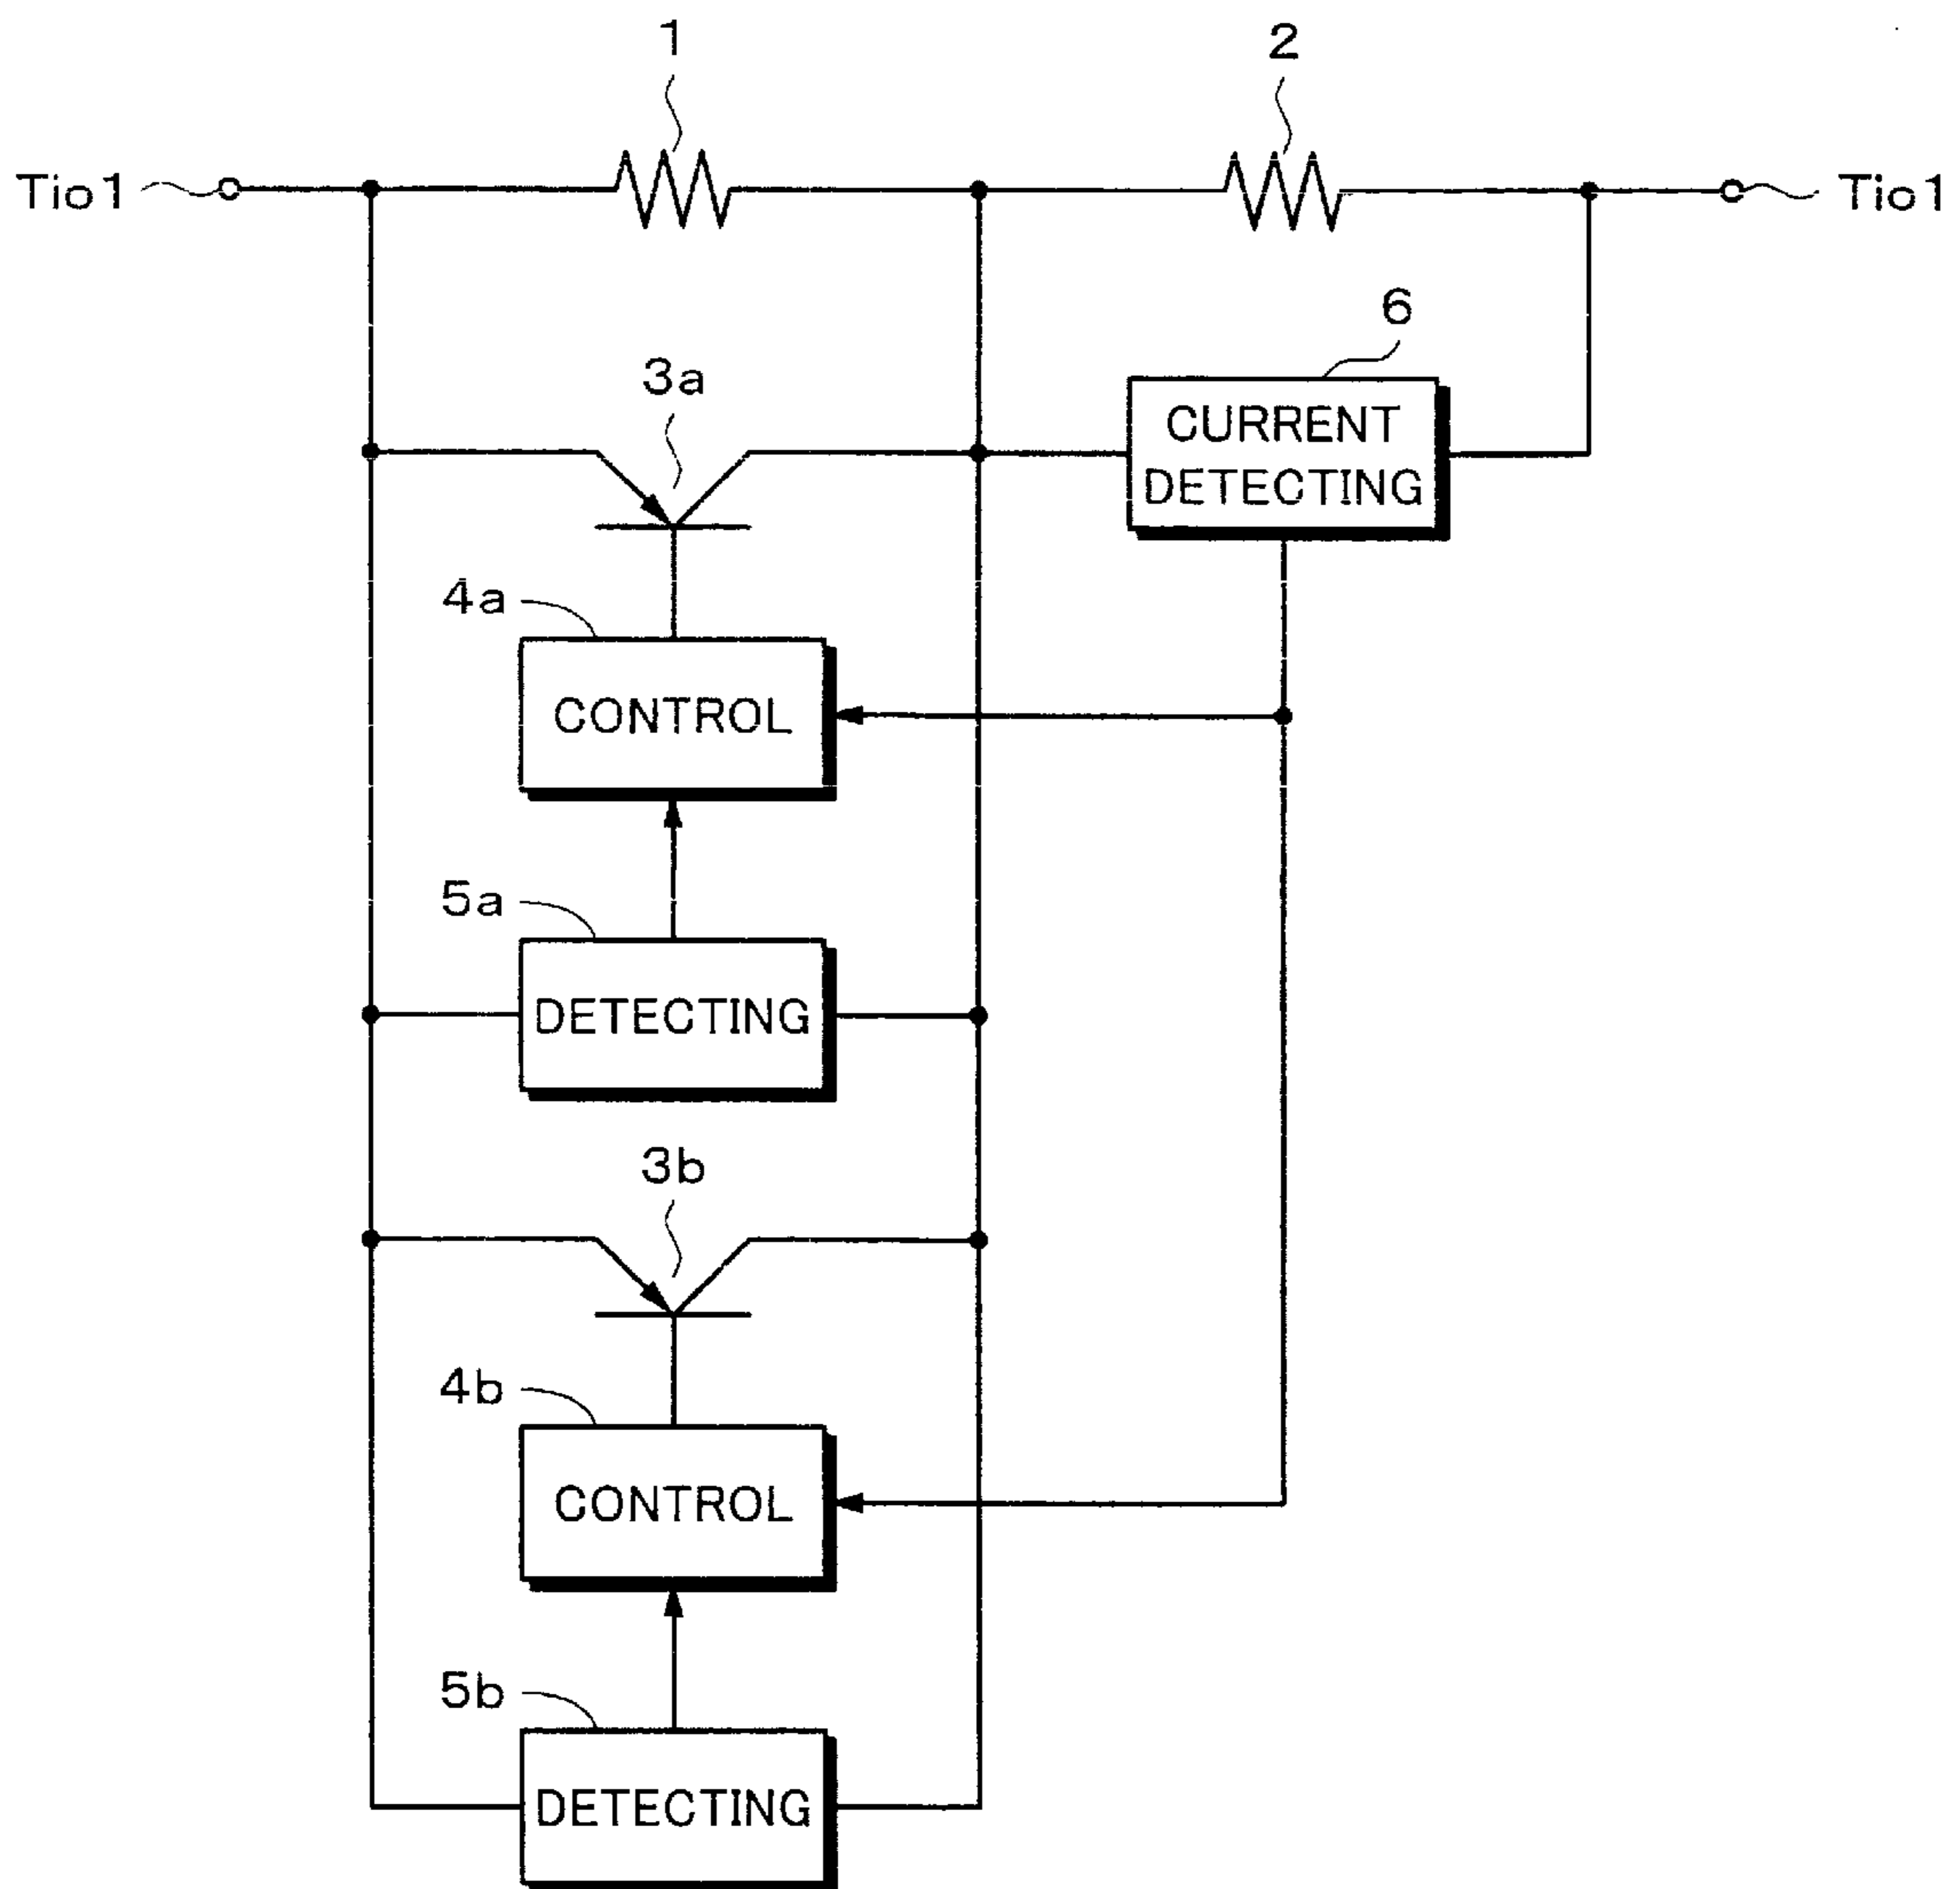 1
2
Tio1
Tio1
6
3a
CURRENT
DETECTING
4a
CONTROL
5a
DETECTING
3b
4b
CONTROL
5b
DETECTING